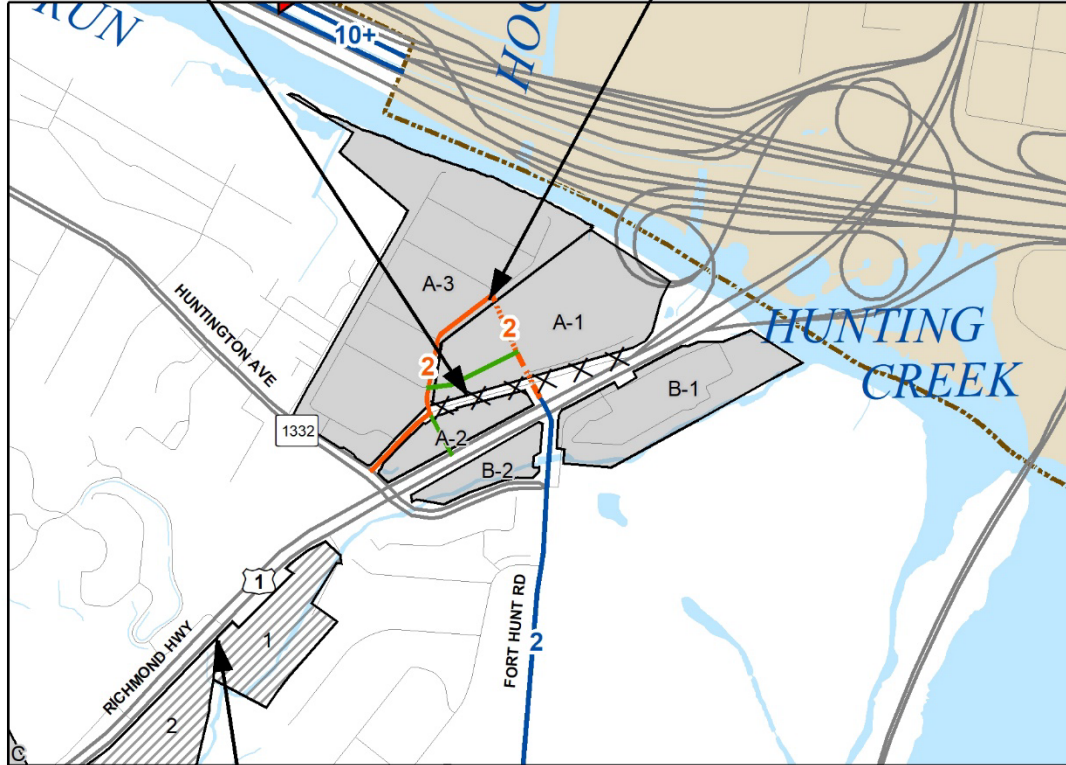 RUN
10+
HOO
A-3
A-1
2
2
HUNTING
CREEK
HUNTINGTON AVE
B-1
1332
A-2
B-2
1
RICHMOND HWY
1
FORT HUNT RD
2
2
C